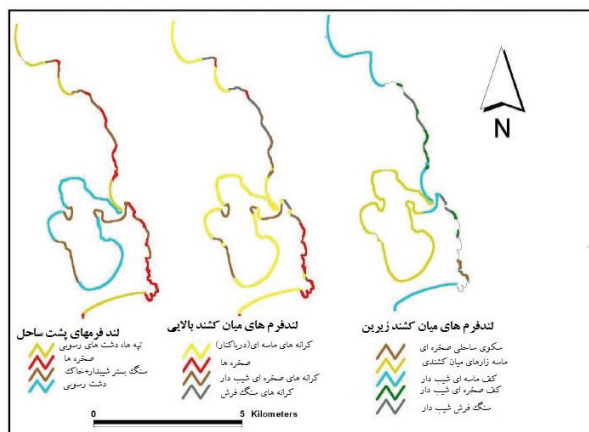 N
لندفرمهای پشت ساحل
تپه ها، دشت های رسوبی
صخره ها
سنگ بستر شیبدار+خاک
دشت رسوبی
لندفرم های میان کشند بالایی
کرانه های ماسه ای(دریاکنار)
صخره ها
کرانه های صخره ای شیب دار
کرانه های سنگ فرش
لندفرم های میان کشند زیرین
سکوی ساحلی صخره ای
ماسه زارهای میان کشندی
کف ماسه ای شیب دار
کف صخره ای شیب دار
سنگ فرش شیب دار
0 5 Kilometers